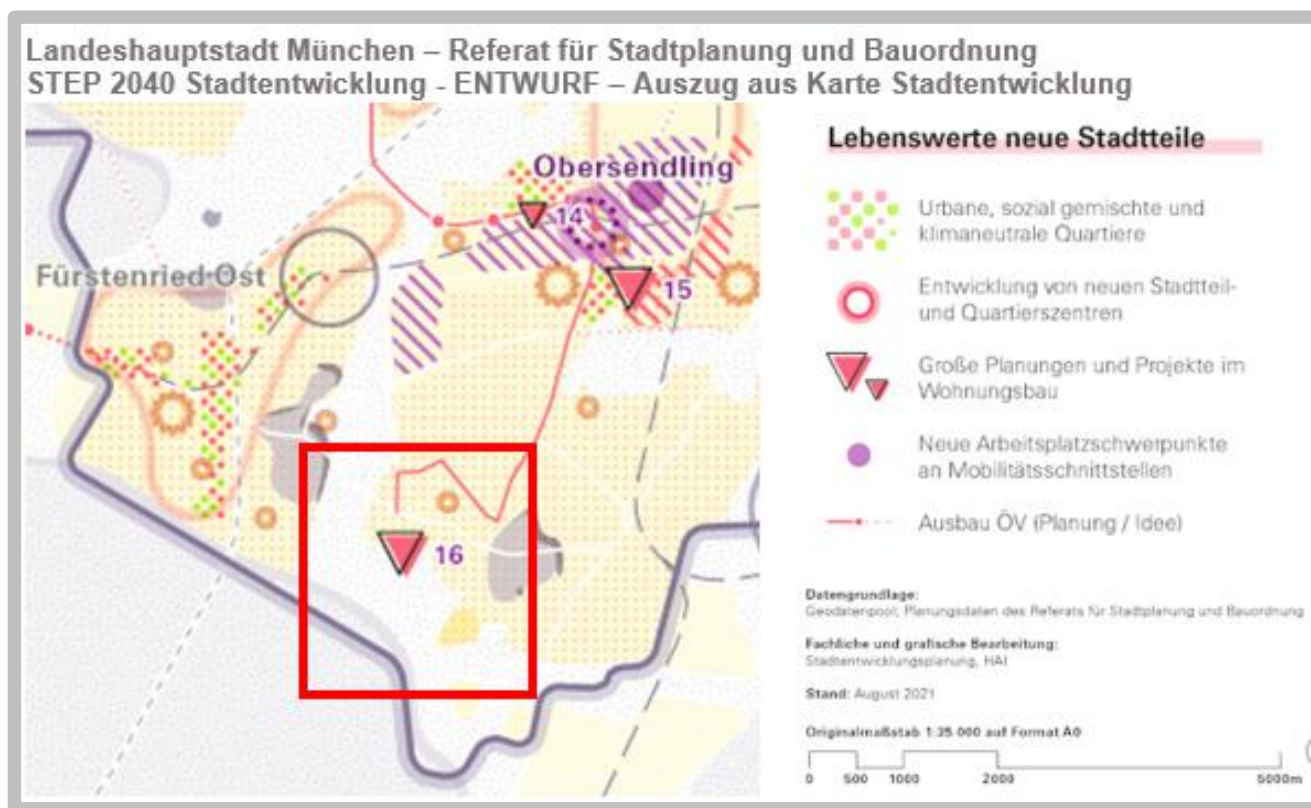 Landeshauptstadt München – Referat für Stadtplanung und Bauordnung
STEP 2040 Stadtentwicklung - ENTWURF – Auszug aus Karte Stadtentwicklung
Obersendling
14
Fürstenried Ost
15
16
Lebenswerte neue Stadtteile
Urbane, sozial gemischte und
klimaneutrale Quartiere
Entwicklung von neuen Stadtteil-
und Quartierszentren
Große Planungen und Projekte im
Wohnungsbau
Neue Arbeitsplatzschwerpunkte
an Mobilitätsschnittstellen
Ausbau ÖV (Planung / Idee)
Datengrundlage:
Geodatenpool; Planungsdaten des Referats für Stadtplanung und Bauordnung
Fachliche und grafische Bearbeitung:
Stadtentwicklungsplanung, HAI
Stand: August 2021
Originalmaßstab 1:35 000 auf Format A0
0 500 1000 2000 5000m